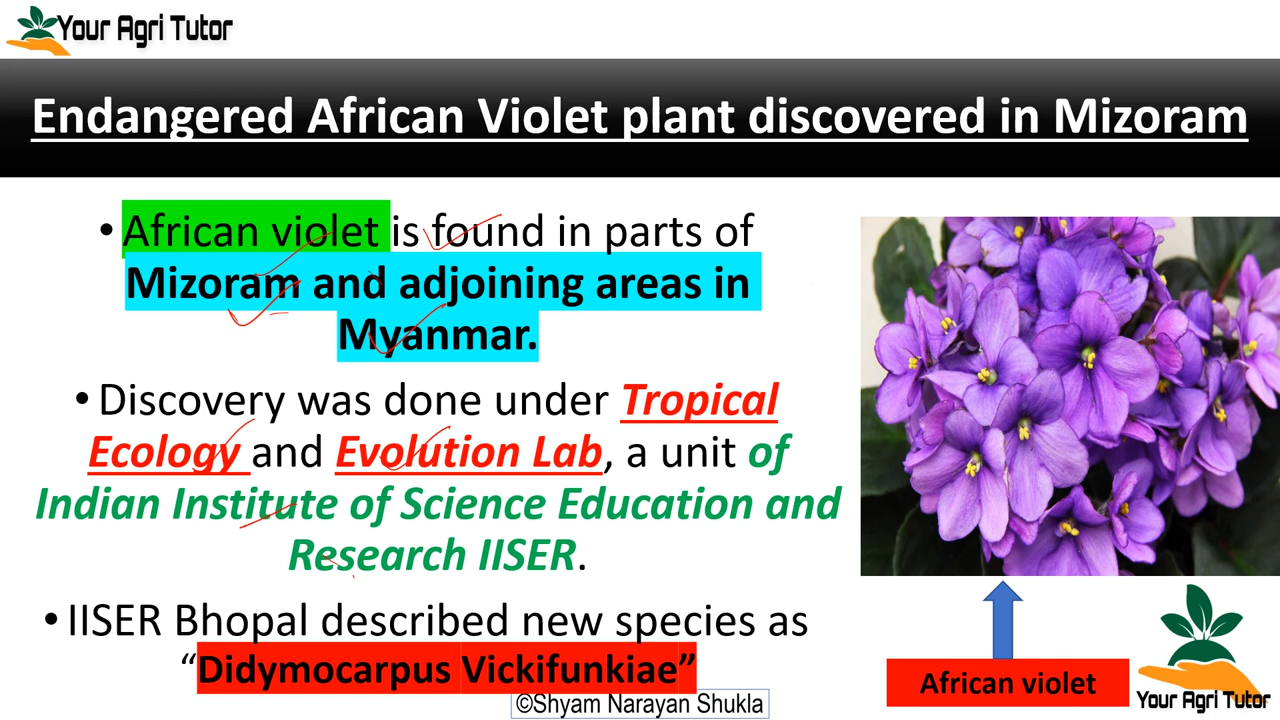 Your Agri Tutor
Endangered African Violet plant discovered in Mizoram
• African violet is found in parts of
Mizoram and adjoining areas in
Myanmar.
• Discovery was done under Tropical
Ecology and Evolution Lab, a unit of
Indian Institute of Science Education and
Research IISER.
• IISER Bhopal described new species as
“Didymocarpus Vickifunkiae”
©Shyam Narayan Shukla
African violet
Your Agri Tutor